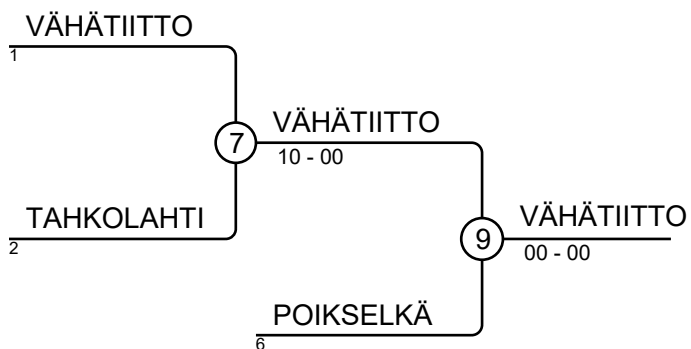 VÄHÄTIITTO
1
7
VÄHÄTIITTO
10 - 00
TAHKOLAHTI
2
9
VÄHÄTIITTO
00 - 00
POIKSELKÄ
6